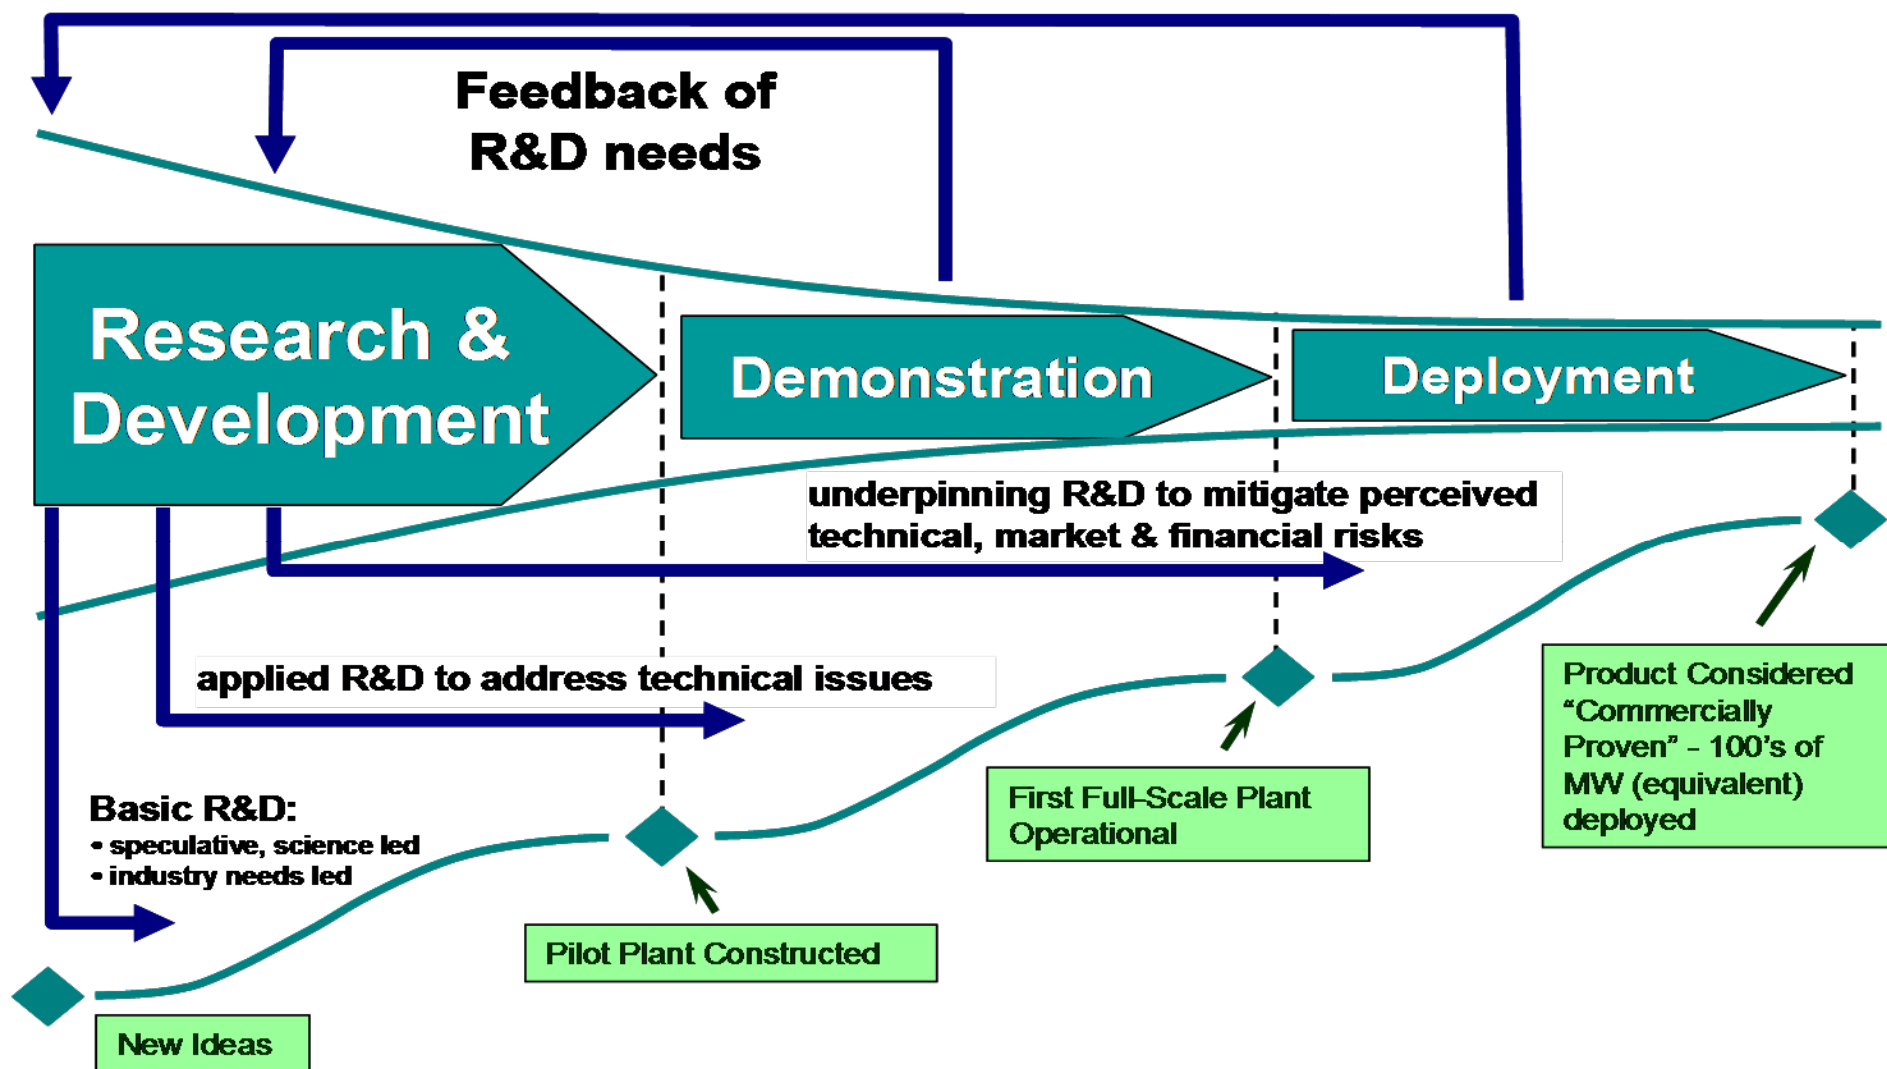 Feedback of
R&D needs
Research &
Development
Demonstration
Deployment
underpinning R&D to mitigate perceived
technical, market & financial risks
applied R&D to address technical issues
Basic R&D:
• speculative, science led
• industry needs led
New Ideas
Pilot Plant Constructed
First Full-Scale Plant
Operational
Product Considered
“Commercially
Proven” - 100’s of
MW (equivalent)
deployed